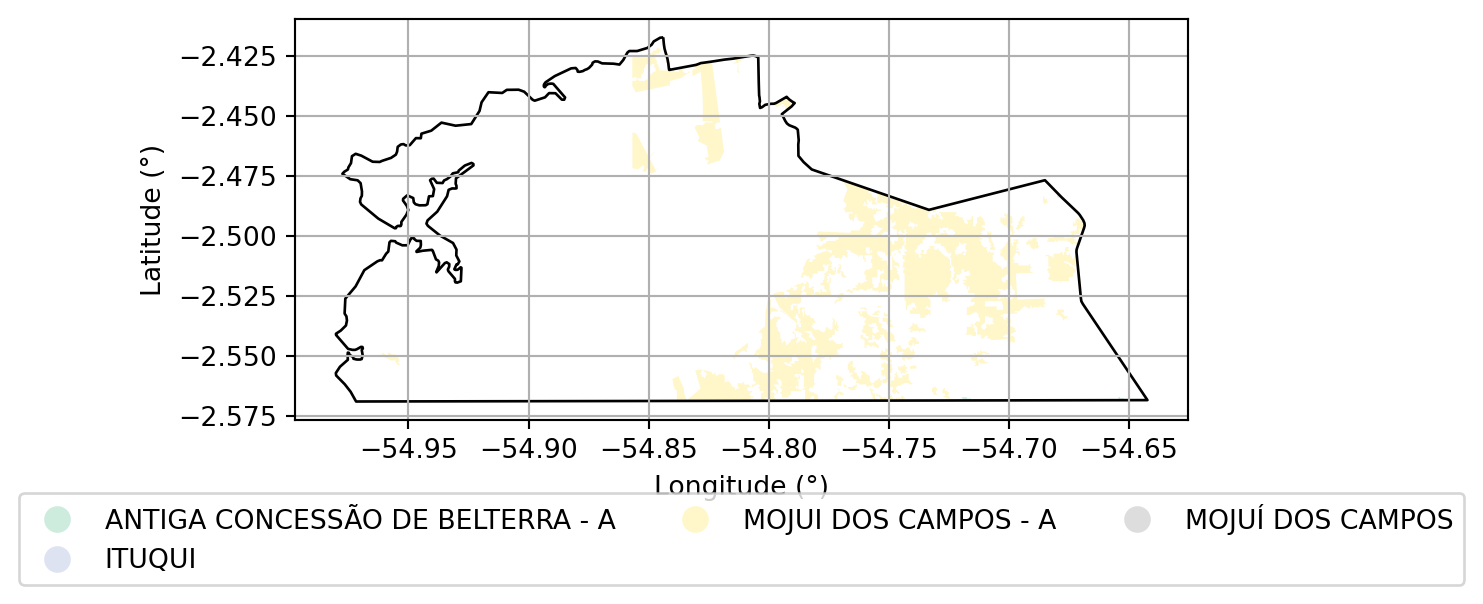 −2.425
−2.450
−2.475
−2.500
−2.525
−2.550
−2.575
Latitude (°)
−54.95 −54.90 −54.85 −54.80 −54.75 −54.70 −54.65
Longitude (°)
ANTIGA CONCESSÃO DE BELTERRA - A MOJUI DOS CAMPOS - A MOJUÍ DOS CAMPOS
ITUQUI